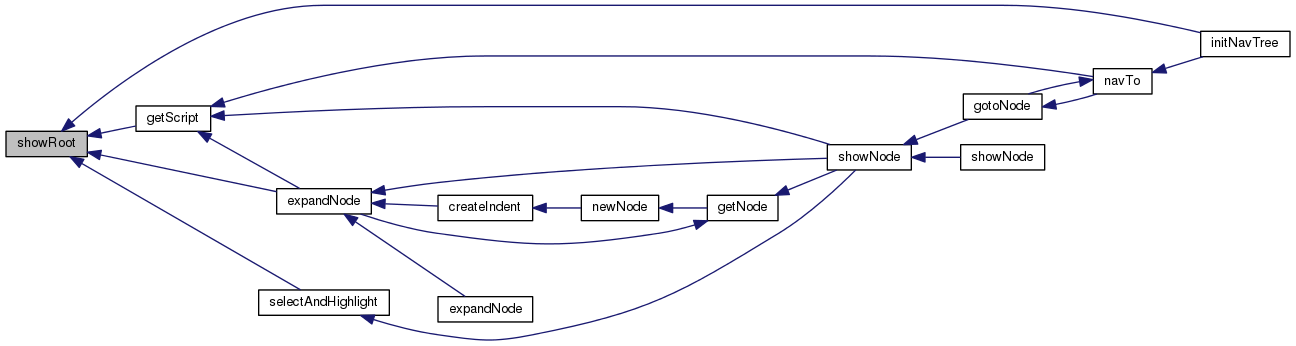 initNavTree
navTo
gotoNode
getScript
showRoot
showNode
showNode
expandNode
createIndent
newNode
getNode
selectAndHighlight
expandNode